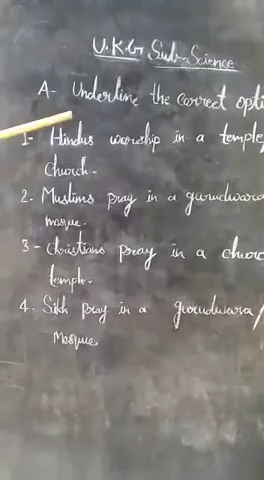 U.K.G Sub-Science
A- Underline the correct opti
1- Hindus worship in a temple/
church.
2. Muslims pray in a gurudwara
mosque.
3- Christians pray in a churc
temple.
4. Sikh pray in a gurudwara/
Mosque.